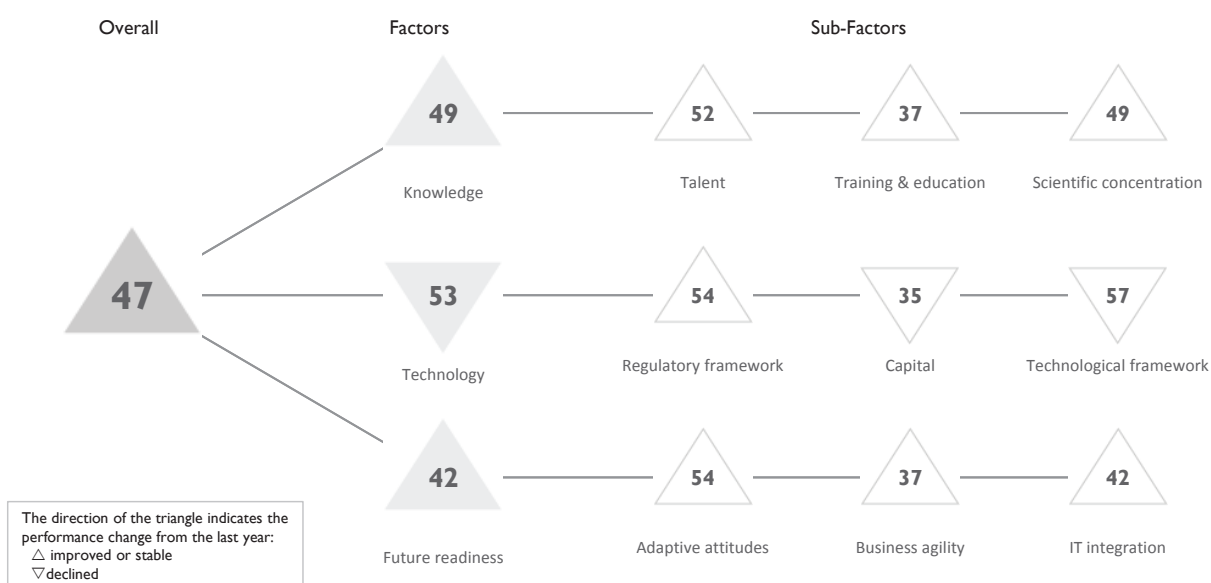 Overall Factors Sub-Factors
49 52 37 49
Knowledge Talent Training & education Scientific concentration
47
53 54 35 57
Technology Regulatory framework Capital Technological framework
42 54 37 42
Future readiness Adaptive attitudes Business agility IT integration
The direction of the triangle indicates the
performance change from the last year:
△ improved or stable
▽ declined